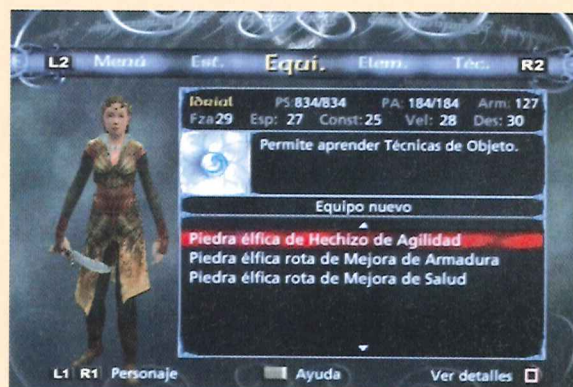 L2 Menú Est. Equi. Elem. Téc. R2
Idrial PS:834/834 PA: 184/184 Arm: 127
Fza29 Esp: 27 Const:25 Vel: 28 Des: 30
Permite aprender Técnicas de Objeto.
Equipo nuevo
Piedra élfica de Hechizo de Agilidad
Piedra élfica rota de Mejora de Armadura
Piedra élfica rota de Mejora de Salud
L1 R1 Personaje Ayuda Ver detalles